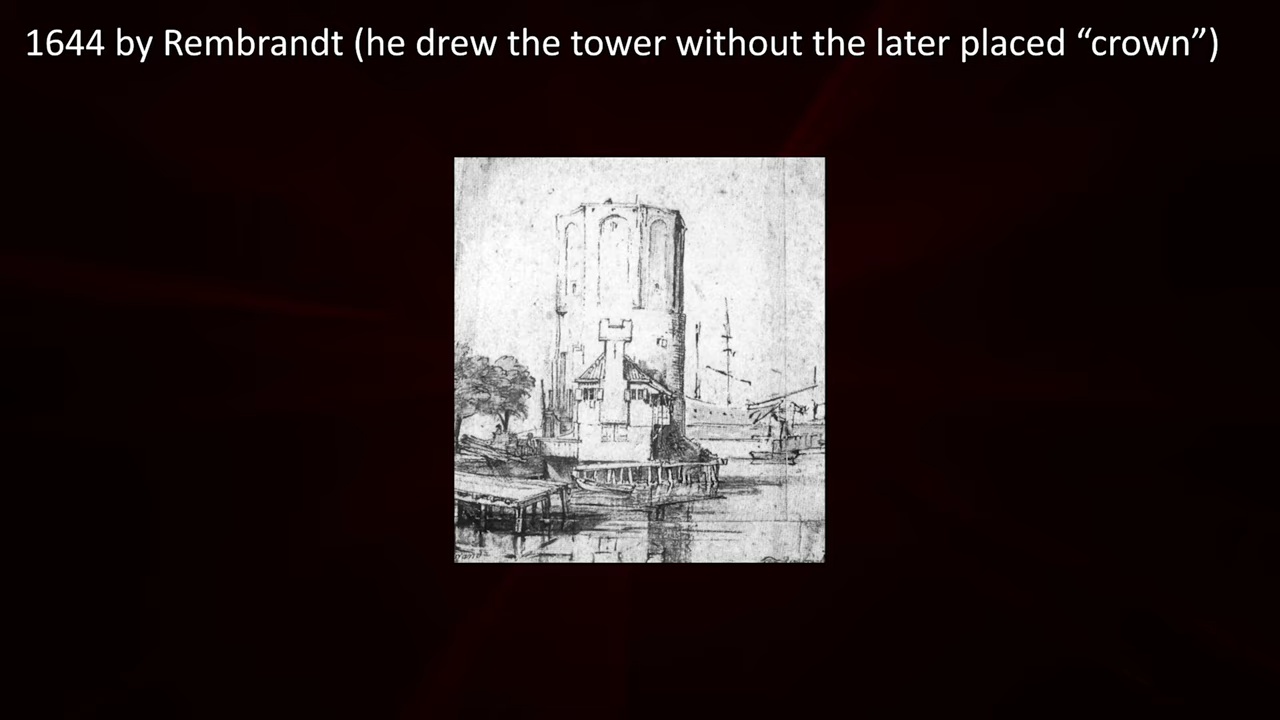 1644 by Rembrandt (he drew the tower without the later placed “crown”)